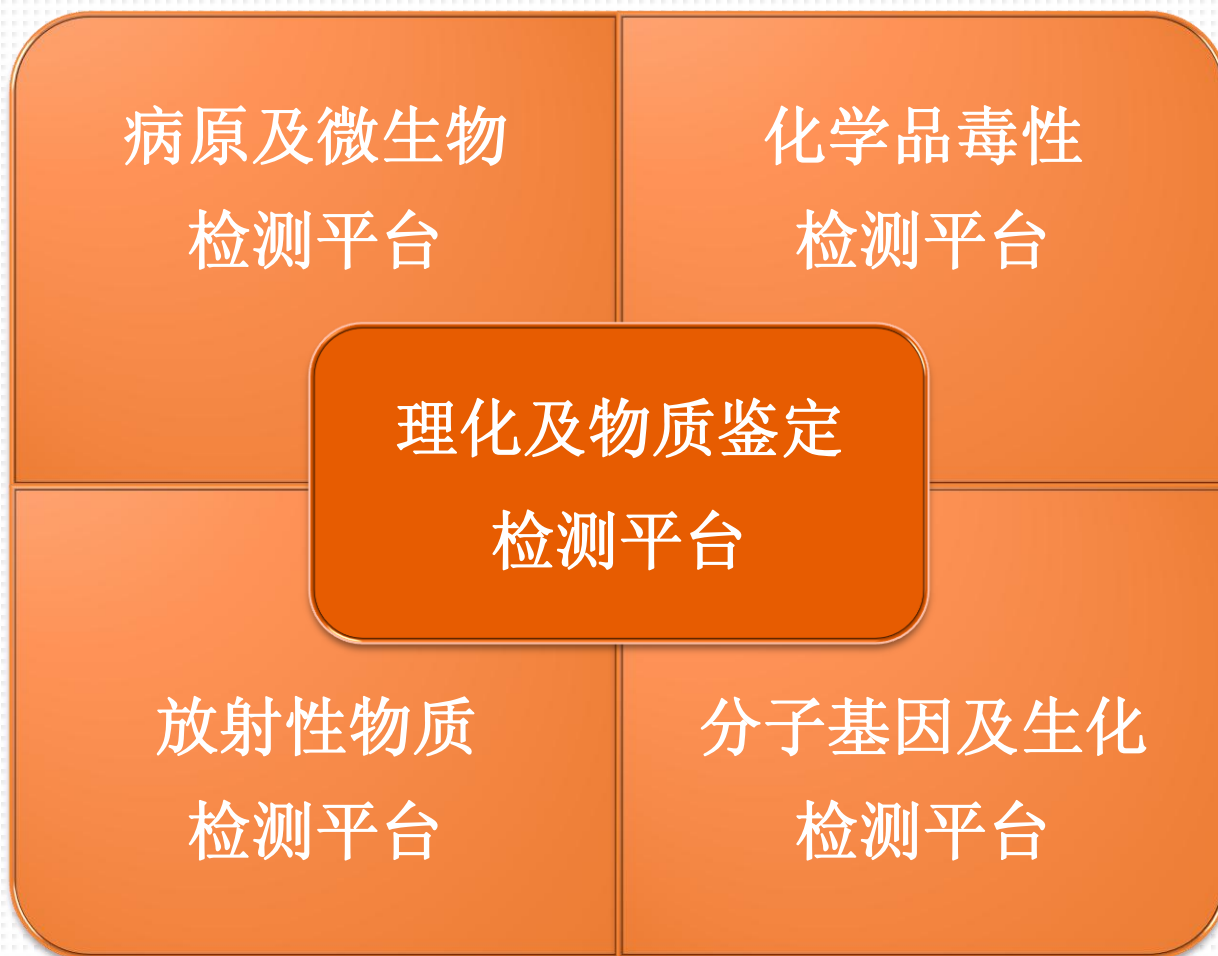 病原及微生物
检测平台
化学品毒性
检测平台
理化及物质鉴定
检测平台
放射性物质
检测平台
分子基因及生化
检测平台